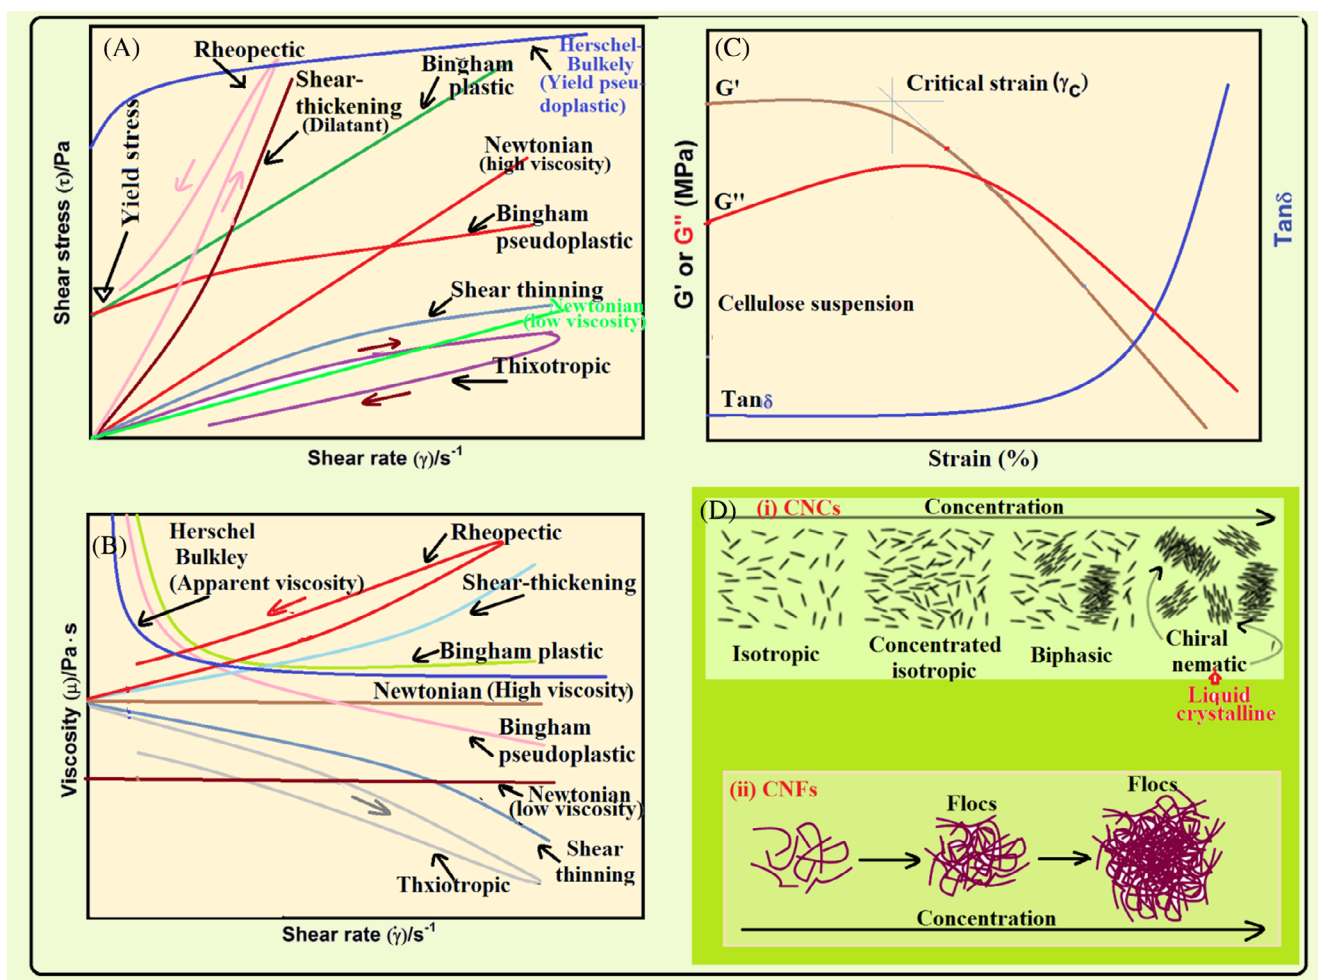 (A)
Rheopectic
Shear-
thickening
(Dilatant)
Bingham
plastic
Herschel-
Bulkely
(Yield pseu-
doplastic)
Yield stress
Newtonian
(high viscosity)
Bingham
pseudoplastic
Shear thinning
Newtonian
(low viscosity)
Thixotropic
Shear stress (τ)/Pa
Shear rate (γ)/s-1
(B)
Herschel
Bulkley
(Apparent viscosity)
Rheopectic
Shear-thickening
Bingham plastic
Newtonian (High viscosity)
Bingham
pseudoplastic
Newtonian
(low viscosity)
Shear
thinning
Thxiotropic
Viscosity (μ)/Pa·s
Shear rate (γ̇)/s-1
(C)
G'
Critical strain (γC)
G''
Cellulose suspension
Tanδ
G' or G'' (MPa)
Tanδ
Strain (%)
(D)
(i) CNCs
Concentration
Isotropic
Concentrated
isotropic
Biphasic
Chiral
nematic
Liquid
crystalline
(ii) CNFs
Flocs
Flocs
Concentration